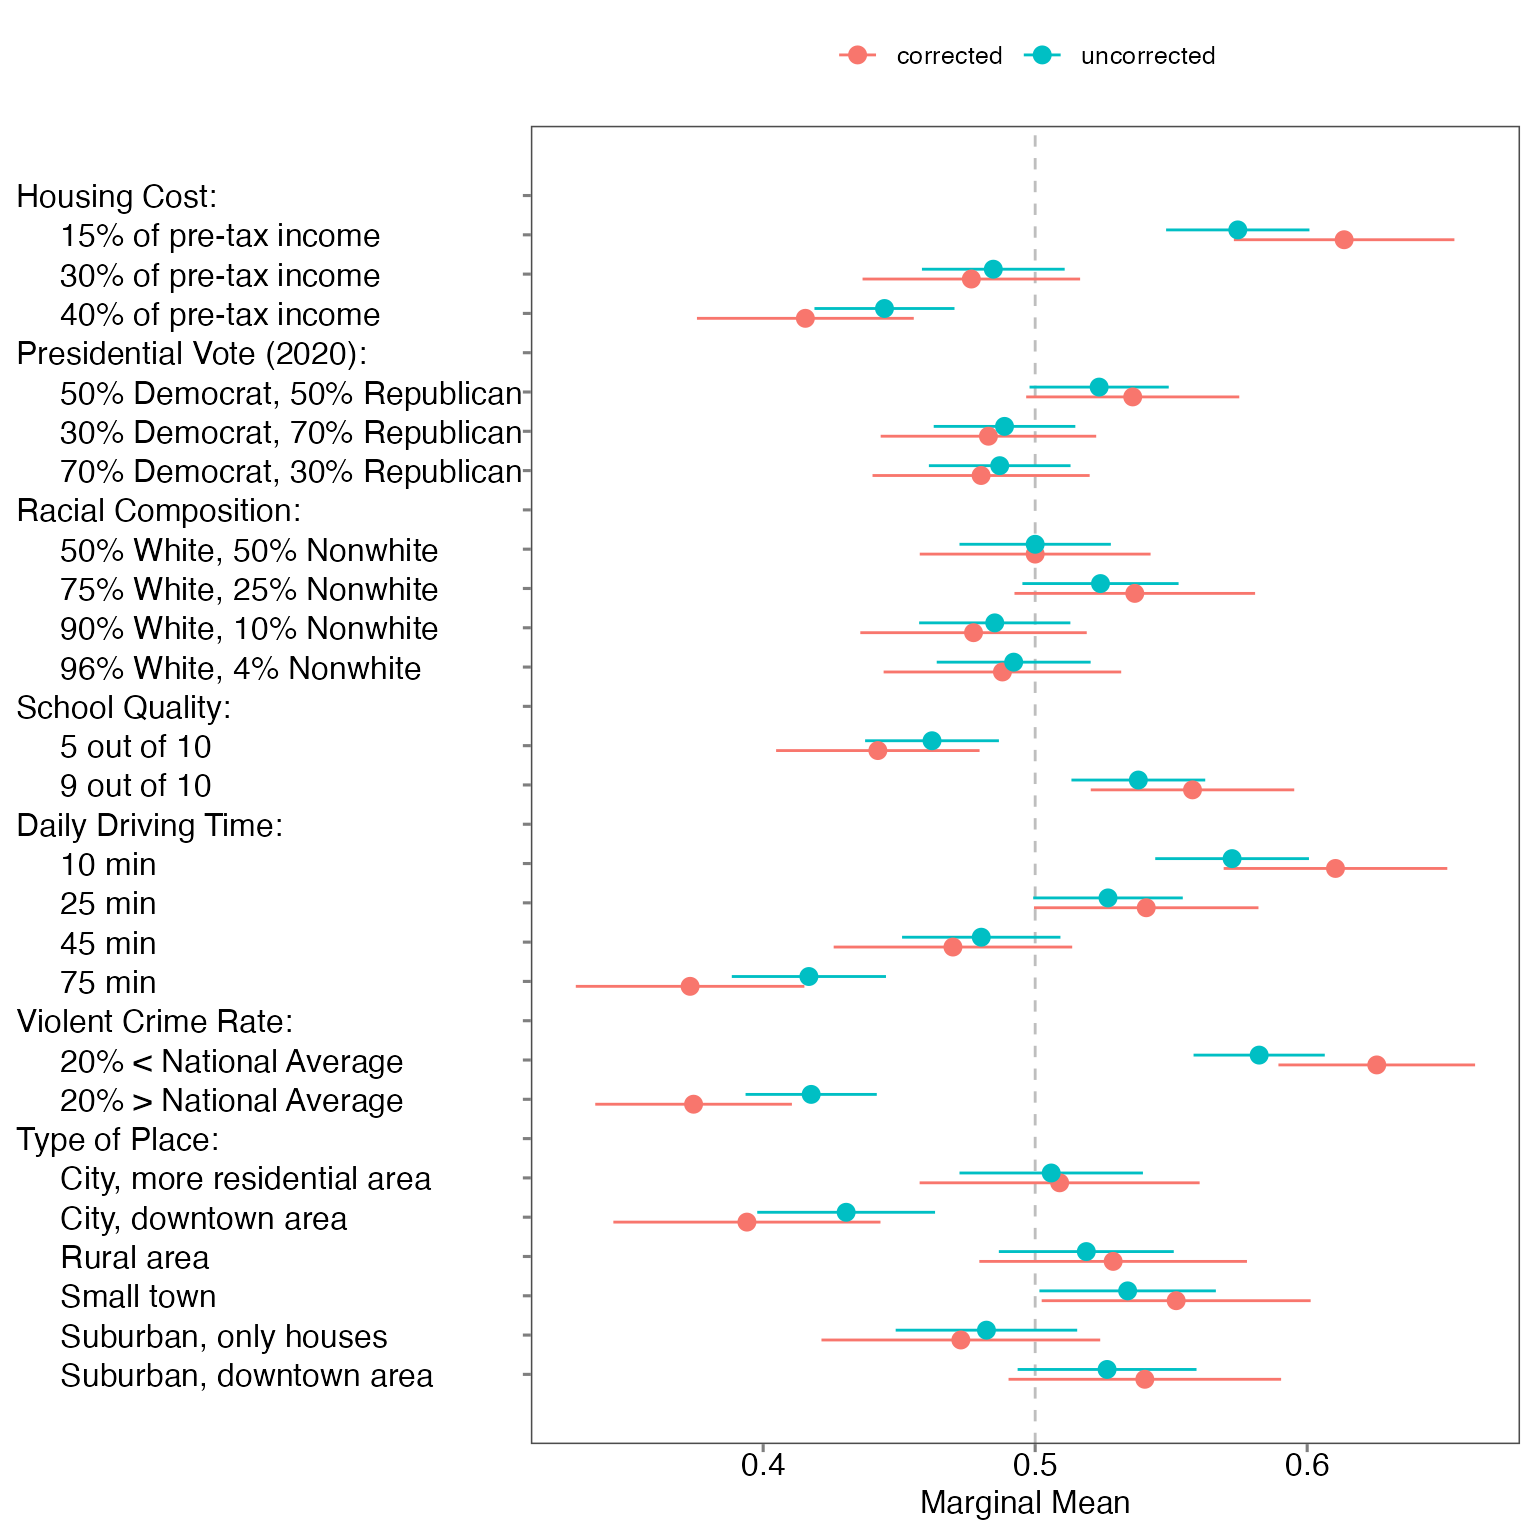 corrected uncorrected
Housing Cost:
15% of pre-tax income
30% of pre-tax income
40% of pre-tax income
Presidential Vote (2020):
50% Democrat, 50% Republican
30% Democrat, 70% Republican
70% Democrat, 30% Republican
Racial Composition:
50% White, 50% Nonwhite
75% White, 25% Nonwhite
90% White, 10% Nonwhite
96% White, 4% Nonwhite
School Quality:
5 out of 10
9 out of 10
Daily Driving Time:
10 min
25 min
45 min
75 min
Violent Crime Rate:
20% < National Average
20% > National Average
Type of Place:
City, more residential area
City, downtown area
Rural area
Small town
Suburban, only houses
Suburban, downtown area
0.4 0.5 0.6
Marginal Mean